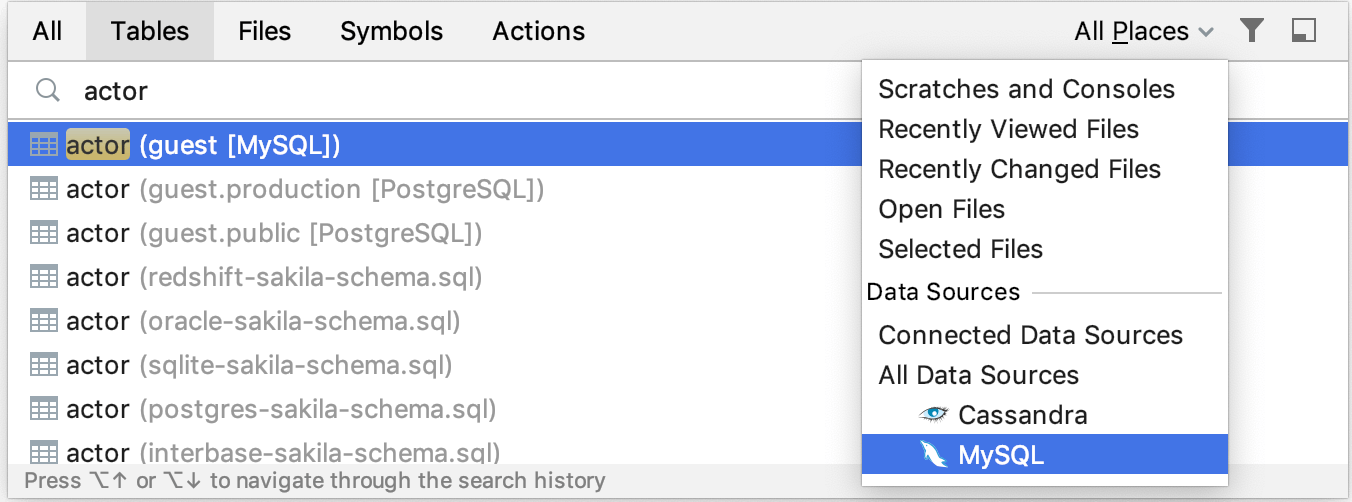 All Tables Files Symbols Actions All Places
actor
actor (guest [MySQL])
actor (guest.production [PostgreSQL])
actor (guest.public [PostgreSQL])
actor (redshift-sakila-schema.sql)
actor (oracle-sakila-schema.sql)
actor (sqlite-sakila-schema.sql)
actor (postgres-sakila-schema.sql)
actor (interbase-sakila-schema.sql)
Press ⌥↑ or ⌥↓ to navigate through the search history
Scratches and Consoles
Recently Viewed Files
Recently Changed Files
Open Files
Selected Files
Data Sources
Connected Data Sources
All Data Sources
Cassandra
MySQL